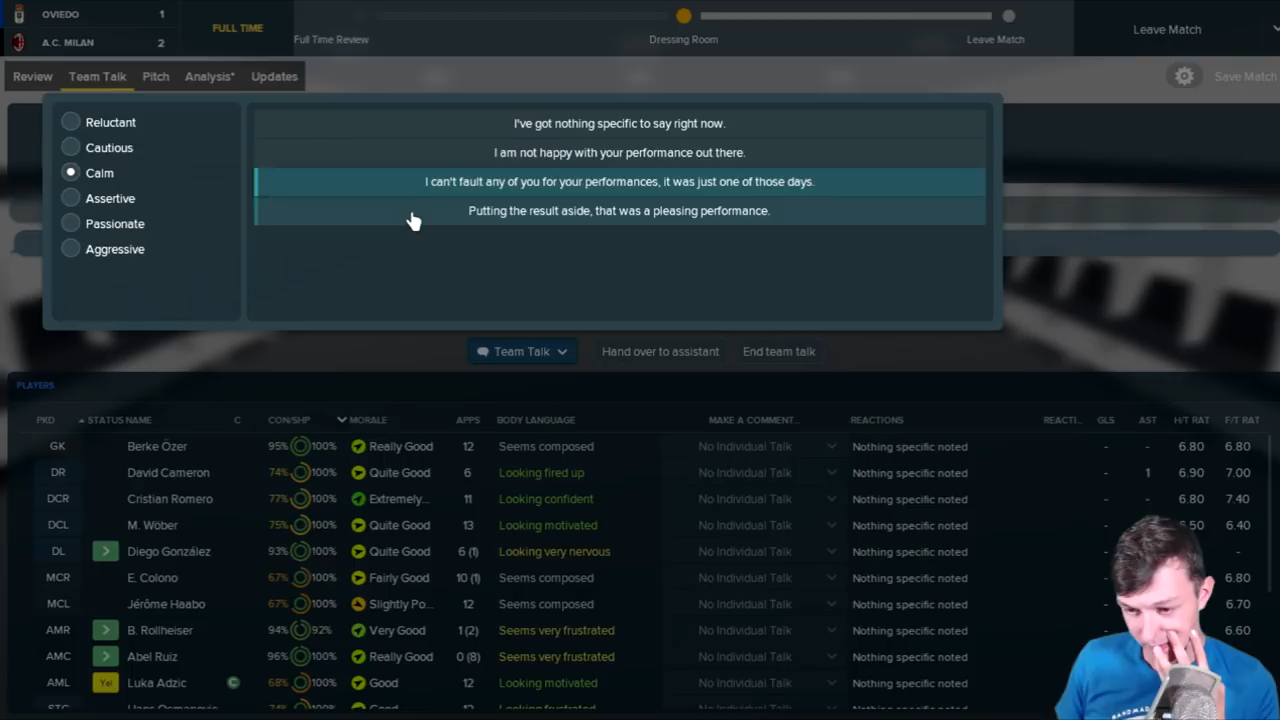 OVIEDO 1
A.C. MILAN 2
FULL TIME
Full Time Review
Dressing Room
Leave Match
Leave Match
Review Team Talk Pitch Analysis* Updates
Save Match
Reluctant
Cautious
Calm
Assertive
Passionate
Aggressive
I've got nothing specific to say right now.
I am not happy with your performance out there.
I can't fault any of you for your performances, it was just one of those days.
Putting the result aside, that was a pleasing performance.
Team Talk Hand over to assistant End team talk
PLAYERS
PKD STATUS NAME C CON/SHP MORALE APPS BODY LANGUAGE MAKE A COMMENT... REACTIONS REACTI... GLS AST H/T RAT F/T RAT
GK Berke Özer 95% 100% Really Good 12 Seems composed No Individual Talk Nothing specific noted - - 6.80 6.80
DR David Cameron 74% 100% Quite Good 6 Looking fired up No Individual Talk Nothing specific noted - 1 6.90 7.00
DCR Cristian Romero 77% 100% Extremely... 11 Looking confident No Individual Talk Nothing specific noted - - 6.80 7.40
DCL M. Wöber 75% 100% Quite Good 13 Looking motivated No Individual Talk Nothing specific noted - .50 6.40
DL Diego González 93% 100% Quite Good 6 (1) Looking very nervous No Individual Talk Nothing specific noted - -
MCR E. Colono 67% 100% Fairly Good 10 (1) Seems composed No Individual Talk Nothing specific noted - 6.80
MCL Jérôme Haabo 67% 100% Slightly Po... 12 Seems composed No Individual Talk Nothing specific noted - 6.70
AMR B. Rollheiser 94% 92% Very Good 1 (2) Seems very frustrated No Individual Talk Nothing specific noted - 6.60
AMC Abel Ruiz 96% 100% Really Good 0 (8) Seems very frustrated No Individual Talk Nothing specific noted -
AML Yel Luka Adzic C 68% 100% Good 12 Looking motivated No Individual Talk Nothing specific noted